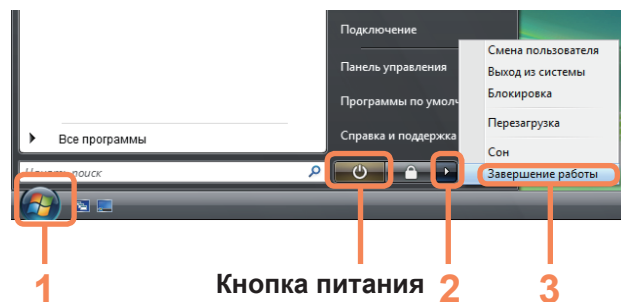 Подключение
Панель управления
Программы по умолч
Справка и поддержка
Все программы
Начать поиск
Смена пользователя
Выход из системы
Блокировка
Перезагрузка
Сон
Завершение работы
1
Кнопка питания
2
3